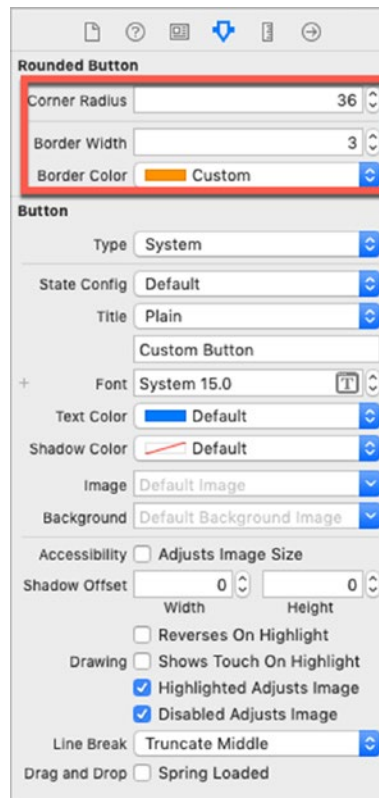 Rounded Button
Corner Radius 36
Border Width 3
Border Color Custom
Button
Type System
State Config Default
Title Plain
Custom Button
+ Font System 15.0 T
Text Color Default
Shadow Color Default
Image Default Image
Background Default Background Image
Accessibility Adjusts Image Size
Shadow Offset 0 0
Width Height
Reverses On Highlight
Drawing Shows Touch On Highlight
Highlighted Adjusts Image
Disabled Adjusts Image
Line Break Truncate Middle
Drag and Drop Spring Loaded